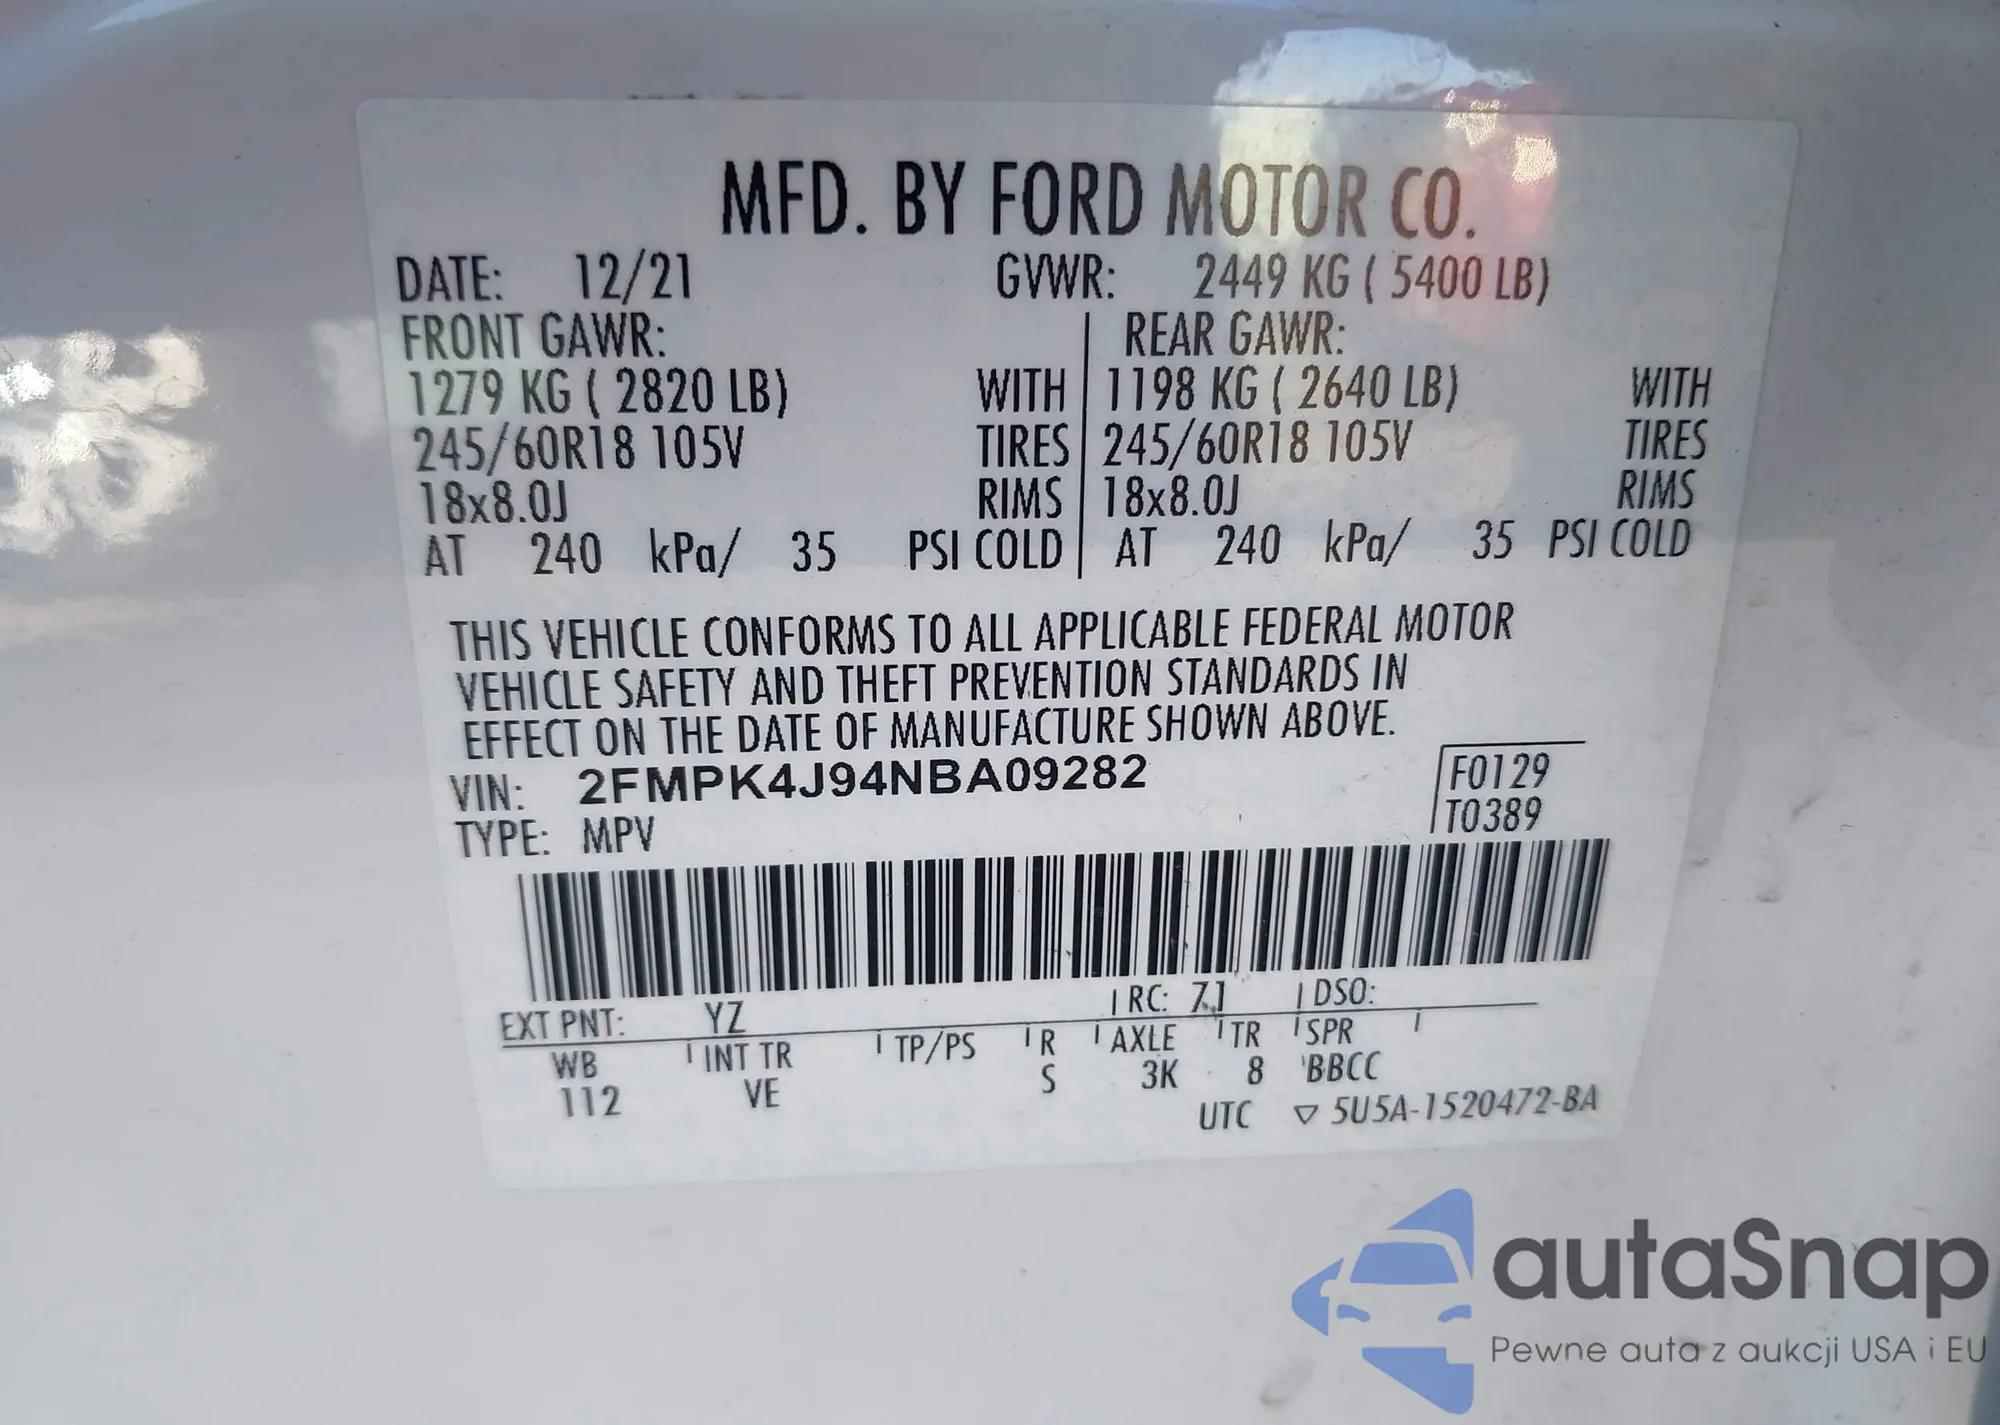 MFD. BY FORD MOTOR CO.
DATE: 12/21 GVWR: 2449 KG ( 5400 LB)
FRONT GAWR: REAR GAWR:
1279 KG ( 2820 LB) WITH 1198 KG ( 2640 LB) WITH
245/60R18 105V TIRES 245/60R18 105V TIRES
18x8.0J RIMS 18x8.0J RIMS
AT 240 kPa/ 35 PSI COLD AT 240 kPa/ 35 PSI COLD
THIS VEHICLE CONFORMS TO ALL APPLICABLE FEDERAL MOTOR
VEHICLE SAFETY AND THEFT PREVENTION STANDARDS IN
EFFECT ON THE DATE OF MANUFACTURE SHOWN ABOVE.
VIN: 2FMPK4J94NBA09282 F0129
TYPE: MPV T0389
EXT PNT: YZ RC: 71 DSO:
WB INT TR TP/PS R AXLE TR SPR
112 VE S 3K 8 BBCC
UTC ▽ 5U5A-1520472-BA
autaSnap
Pewne auta z aukcji USA i EU